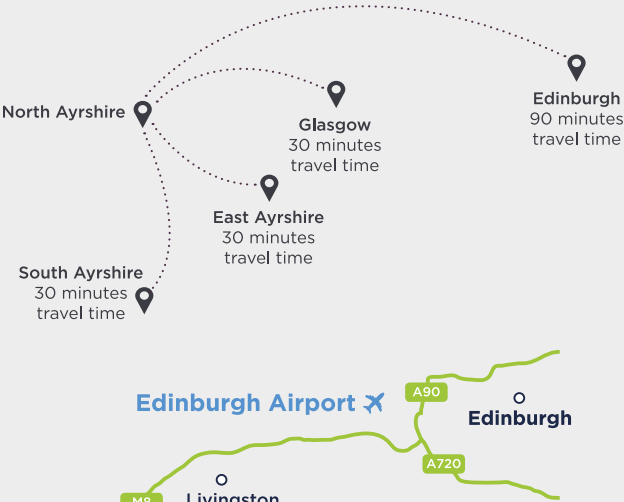 North Ayrshire
Edinburgh
90 minutes
travel time
Glasgow
30 minutes
travel time
East Ayrshire
30 minutes
travel time
South Ayrshire
30 minutes
travel time
Edinburgh Airport
A90
Edinburgh
A720
Livingston
M8